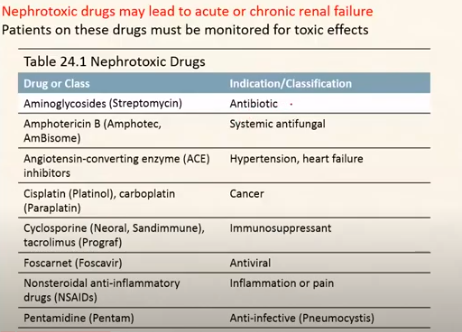 Nephrotoxic drugs may lead to acute or chronic renal failure
Patients on these drugs must be monitored for toxic effects
Table 24.1 Nephrotoxic Drugs
Drug or Class Indication/Classification
Aminoglycosides (Streptomycin) Antibiotic
Amphotericin B (Amphotec, Systemic antifungal
AmBisome)
Angiotensin-converting enzyme (ACE) Hypertension, heart failure
inhibitors
Cisplatin (Platinol), carboplatin Cancer
(Paraplatin)
Cyclosporine (Neoral, Sandimmune), Immunosuppressant
tacrolimus (Prograf)
Foscarnet (Foscavir) Antiviral
Nonsteroidal anti-inflammatory Inflammation or pain
drugs (NSAIDs)
Pentamidine (Pentam) Anti-infective (Pneumocystis)